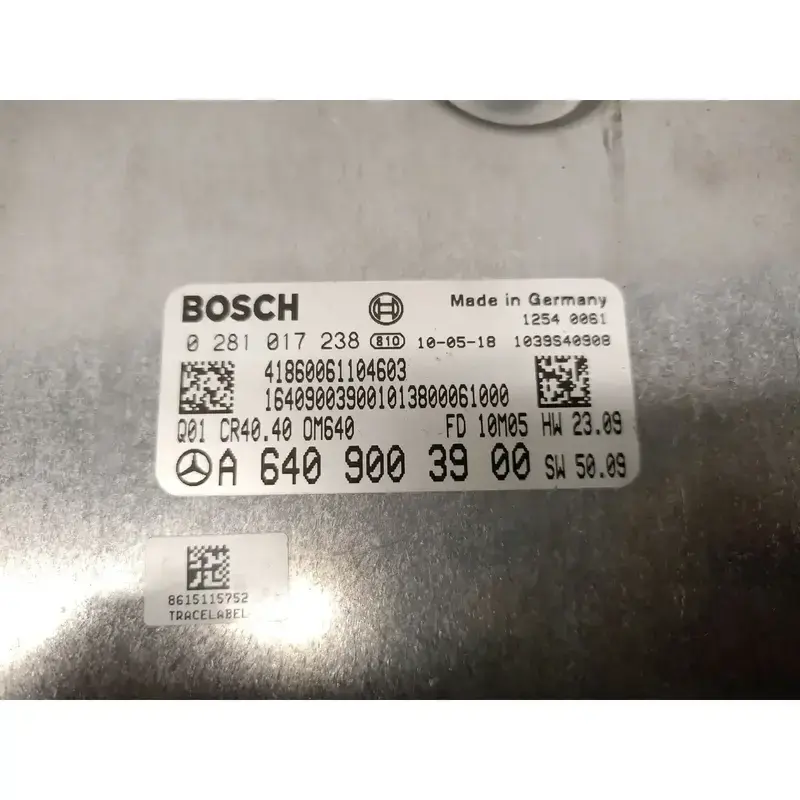 BOSCH
Made in Germany
1254 0061
0 281 017 238 810 10-05-18 1039S40908
41860061104603
164090039001013800061000
Q01 CR40.40 OM640 FD 10M05 HW 23.09
A 640 900 39 00 SW 50.09
8615115752
TRACELABEL